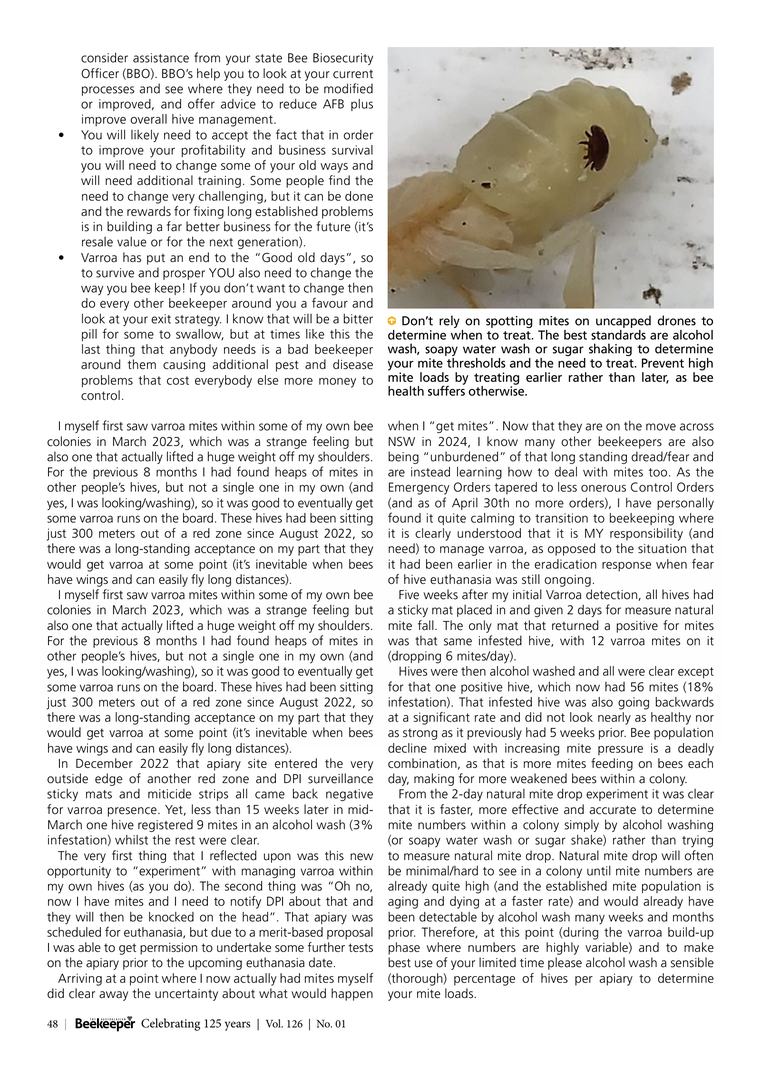 consider assistance from your state Bee Biosecurity
Officer (BBO). BBO's help you to look at your current
processes and see where they need to be modified
or improved, and offer advice to reduce AFB plus
improve overall hive management.
• You will likely need to accept the fact that in order
to improve your profitability and business survival
you will need to change some of your old ways and
will need additional training. Some people find the
need to change very challenging, but it can be done
and the rewards for fixing long established problems
is in building a far better business for the future (it's
resale value or for the next generation).
• Varroa has put an end to the "Good old days", so
to survive and prosper YOU also need to change the
way you bee keep! If you don't want to change then
do every other beekeeper around you a favour and
look at your exit strategy. I know that will be a bitter
pill for some to swallow, but at times like this the
last thing that anybody needs is a bad beekeeper
around them causing additional pest and disease
problems that cost everybody else more money to
control.
Don't rely on spotting mites on uncapped drones to
determine when to treat. The best standards are alcohol
wash, soapy water wash or sugar shaking to determine
your mite thresholds and the need to treat. Prevent high
mite loads by treating earlier rather than later, as bee
health suffers otherwise.
I myself first saw varroa mites within some of my own bee
colonies in March 2023, which was a strange feeling but
also one that actually lifted a huge weight off my shoulders.
For the previous 8 months I had found heaps of mites in
other people's hives, but not a single one in my own (and
yes, I was looking/washing), so it was good to eventually get
some varroa runs on the board. These hives had been sitting
just 300 meters out of a red zone since August 2022, so
there was a long-standing acceptance on my part that they
would get varroa at some point (it's inevitable when bees
have wings and can easily fly long distances).
I myself first saw varroa mites within some of my own bee
colonies in March 2023, which was a strange feeling but
also one that actually lifted a huge weight off my shoulders.
For the previous 8 months I had found heaps of mites in
other people's hives, but not a single one in my own (and
yes, I was looking/washing), so it was good to eventually get
some varroa runs on the board. These hives had been sitting
just 300 meters out of a red zone since August 2022, so
there was a long-standing acceptance on my part that they
would get varroa at some point (it's inevitable when bees
have wings and can easily fly long distances).
In December 2022 that apiary site entered the very
outside edge of another red zone and DPI surveillance
sticky mats and miticide strips all came back negative
for varroa presence. Yet, less than 15 weeks later in mid-
March one hive registered 9 mites in an alcohol wash (3%
infestation) whilst the rest were clear.
The very first thing that I reflected upon was this new
opportunity to "experiment" with managing varroa within
my own hives (as you do). The second thing was "Oh no,
now I have mites and I need to notify DPI about that and
they will then be knocked on the head". That apiary was
scheduled for euthanasia, but due to a merit-based proposal
I was able to get permission to undertake some further tests
on the apiary prior to the upcoming euthanasia date.
Arriving at a point where I now actually had mites myself
did clear away the uncertainty about what would happen
when I "get mites". Now that they are on the move across
NSW in 2024, I know many other beekeepers are also
being "unburdened" of that long standing dread/fear and
are instead learning how to deal with mites too. As the
Emergency Orders tapered to less onerous Control Orders
(and as of April 30th no more orders), I have personally
found it quite calming to transition to beekeeping where
it is clearly understood that it is MY responsibility (and
need) to manage varroa, as opposed to the situation that
it had been earlier in the eradication response when fear
of hive euthanasia was still ongoing.
Five weeks after my initial Varroa detection, all hives had
a sticky mat placed in and given 2 days for measure natural
mite fall. The only mat that returned a positive for mites
was that same infested hive, with 12 varroa mites on it
(dropping 6 mites/day).
Hives were then alcohol washed and all were clear except
for that one positive hive, which now had 56 mites (18%
infestation). That infested hive was also going backwards
at a significant rate and did not look nearly as healthy nor
as strong as it previously had 5 weeks prior. Bee population
decline mixed with increasing mite pressure is a deadly
combination, as that is more mites feeding on bees each
day, making for more weakened bees within a colony.
From the 2-day natural mite drop experiment it was clear
that it is faster, more effective and accurate to determine
mite numbers within a colony simply by alcohol washing
(or soapy water wash or sugar shake) rather than trying
to measure natural mite drop. Natural mite drop will often
be minimal/hard to see in a colony until mite numbers are
already quite high (and the established mite population is
aging and dying at a faster rate) and would already have
been detectable by alcohol wash many weeks and months
prior. Therefore, at this point (during the varroa build-up
phase where numbers are highly variable) and to make
best use of your limited time please alcohol wash a sensible
(thorough) percentage of hives per apiary to determine
your mite loads.
48 | Beekeeper Celebrating 125 years | Vol. 126 | No. 01